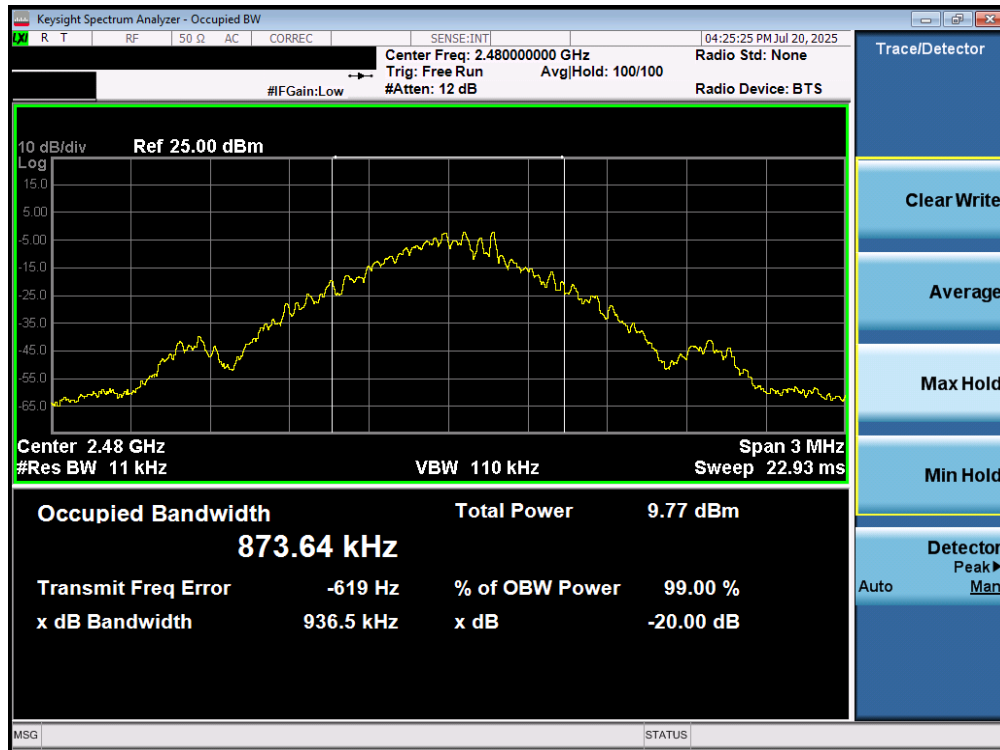 Keysight Spectrum Analyzer - Occupied BW
LXI R T RF 50 Ω AC CORREC SENSE:INT 04:25:25 PM Jul 20, 2025
Center Freq: 2.480000000 GHz Radio Std: None
Trig: Free Run Avg|Hold: 100/100
#IFGain:Low #Atten: 12 dB Radio Device: BTS
10 dB/div Ref 25.00 dBm
Log
15.0
5.00
-5.00
-15.0
-25.0
-35.0
-45.0
-55.0
-65.0
Center 2.48 GHz Span 3 MHz
#Res BW 11 kHz VBW 110 kHz Sweep 22.93 ms
Occupied Bandwidth Total Power 9.77 dBm
873.64 kHz
Transmit Freq Error -619 Hz % of OBW Power 99.00 %
x dB Bandwidth 936.5 kHz x dB -20.00 dB
MSG STATUS
Trace/Detector
Clear Write
Average
Max Hold
Min Hold
Detector
Peak▶
Auto Man